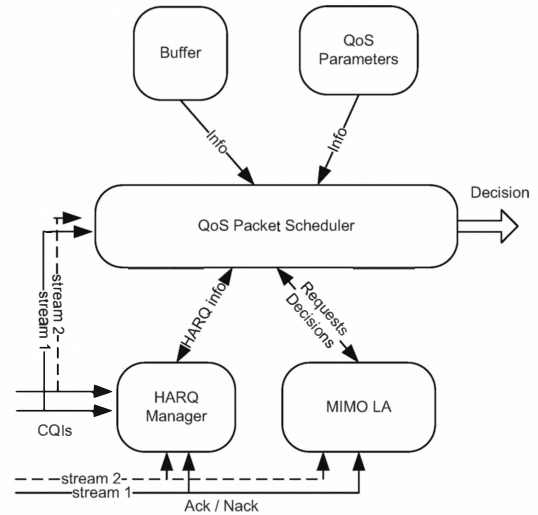 Buffer
QoS
Parameters
Info
Info
QoS Packet Scheduler
Decision
stream 2
stream 1
HARQ info
Requests
Decisions
HARQ
Manager
MIMO LA
CQIs
stream 2
stream 1
Ack / Nack